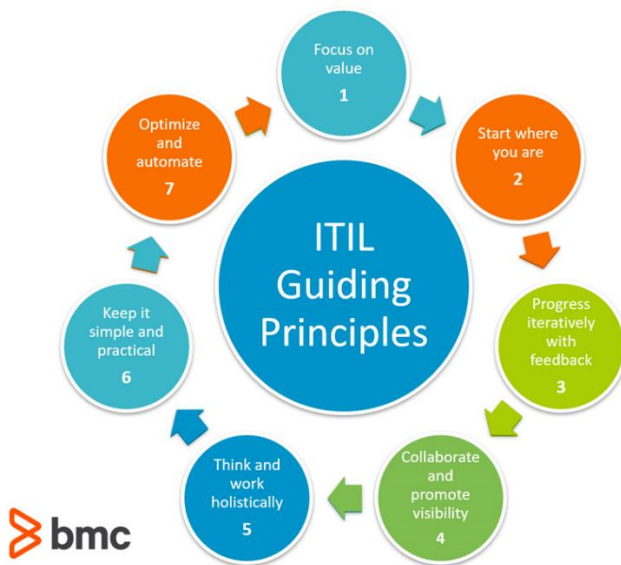 Focus on
value
1
Start where
you are
2
Progress
iteratively
with
feedback
3
Collaborate
and
promote
visibility
4
Think and
work
holistically
5
Keep it
simple and
practical
6
Optimize
and
automate
7
ITIL
Guiding
Principles
bmc